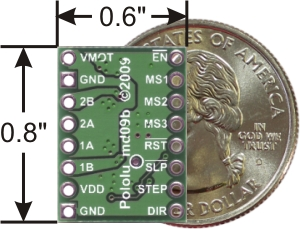 0.6"
0.8"
VMOT
GND
2B
2A
1A
1B
VDD
GND
EN
MS1
MS2
MS3
RST
SLP
STEP
DIR
Pololu md09b ©2009
OF AMERICA
IN
GOD WE
TRUST
DOLLAR